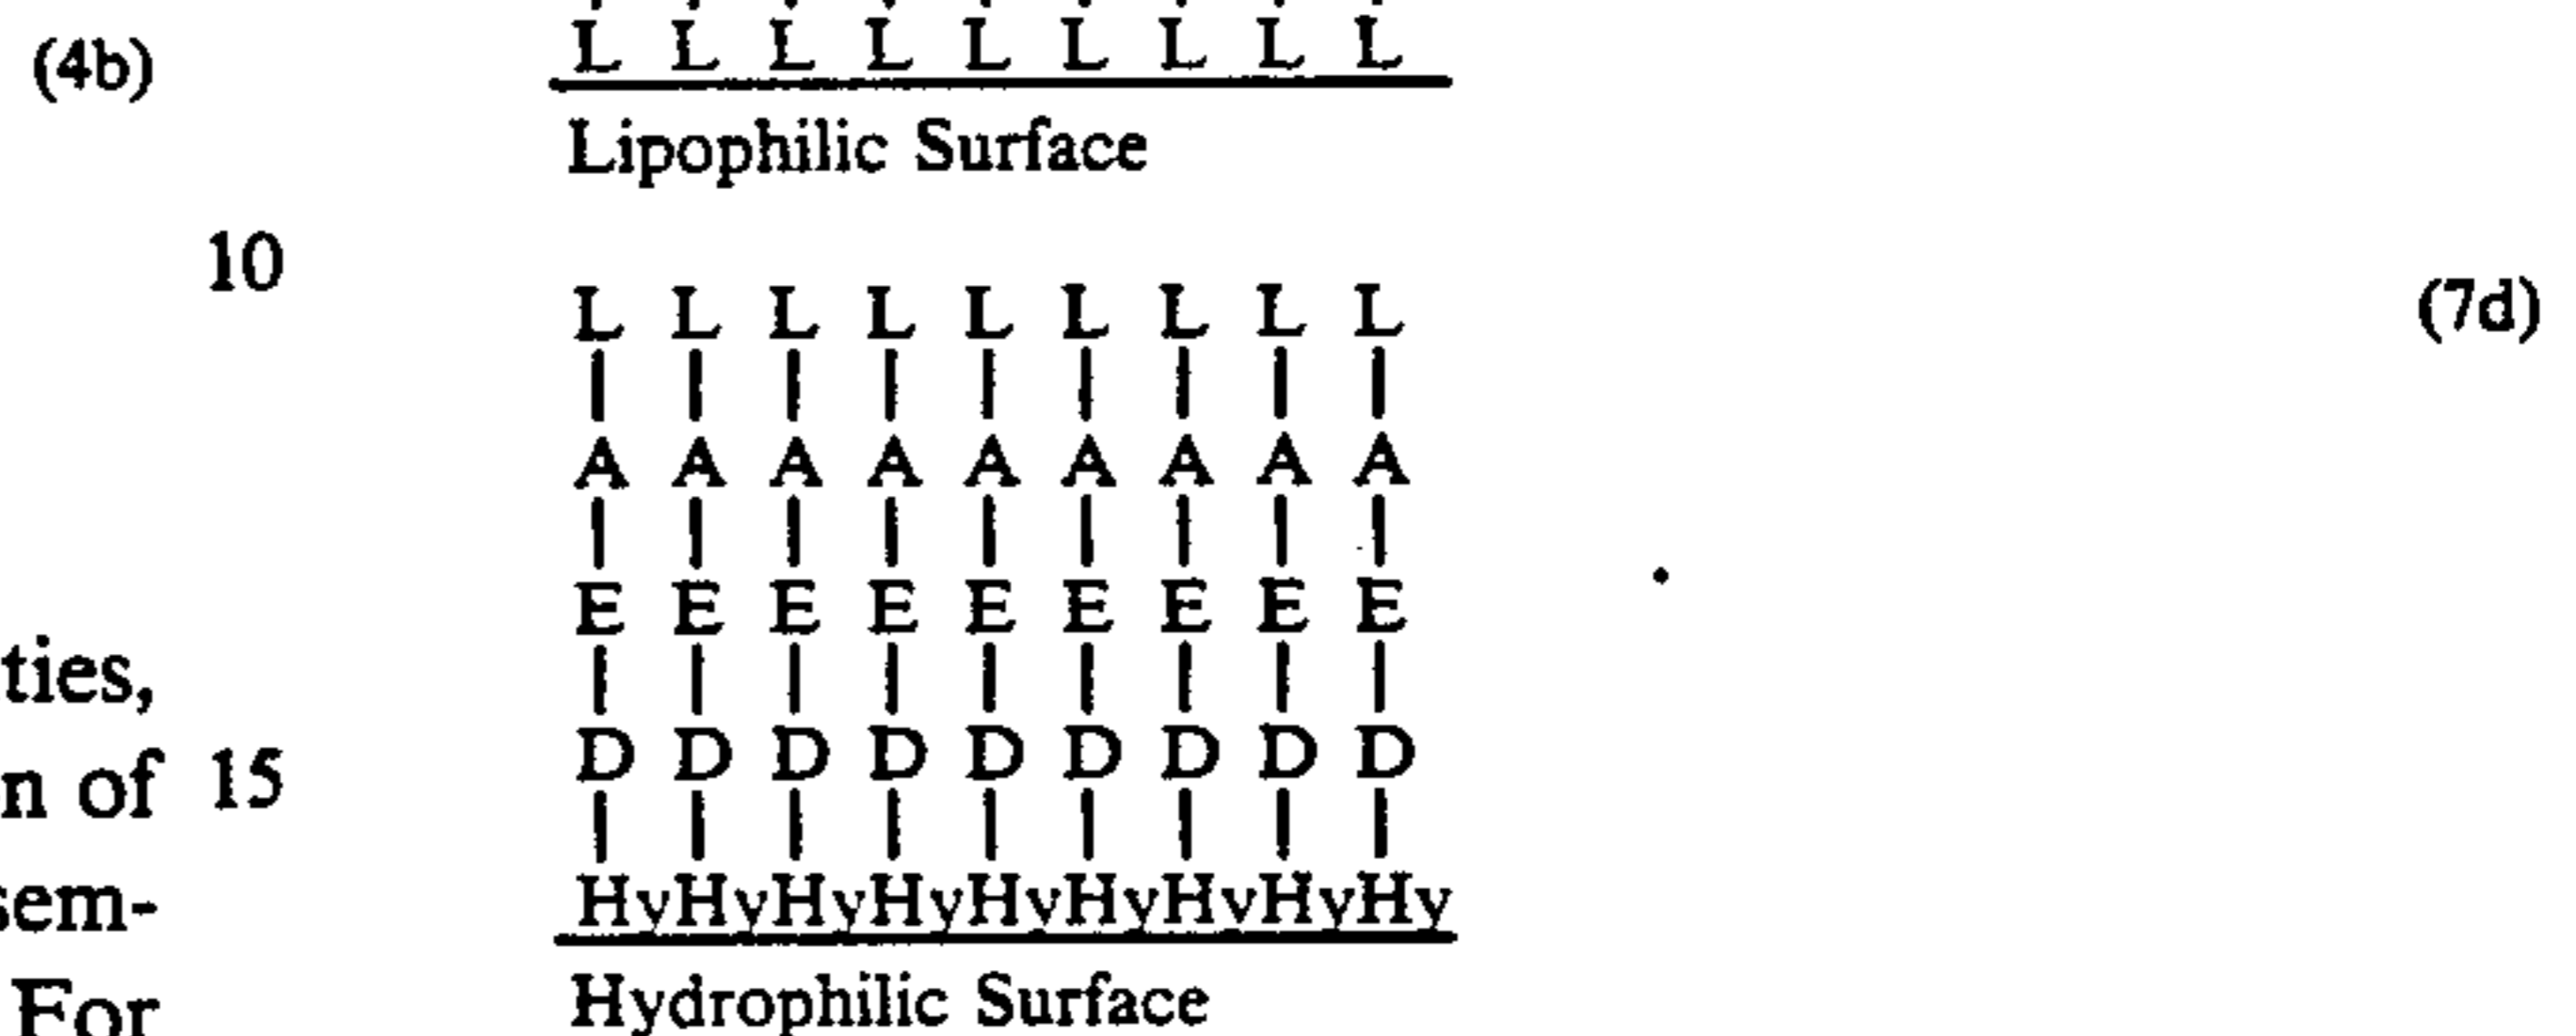 (4b)
L L L L L L L L L
Lipophilic Surface
10
L L L L L L L L L
(7d)
| | | | | | | | |
A A A A A A A A A
| | | | | | | | |
E E E E E E E E E
| | | | | | | | |
ties,
D D D D D D D D D
n of 15
| | | | | | | | |
HyHyHyHyHyHyHyHyHy
sem-
Hydrophilic Surface
For